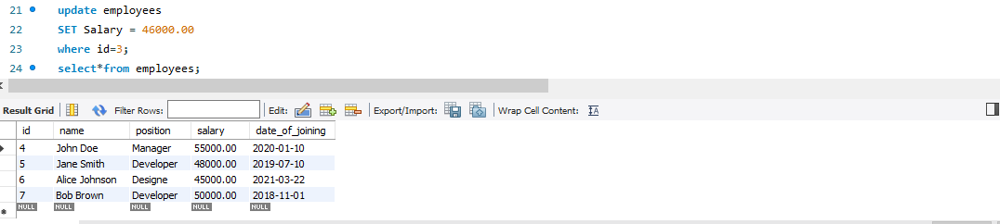 21 update employees
22 SET Salary = 46000.00
23 where id=3;
24 select*from employees;
Result Grid Filter Rows: Edit: Export/Import: Wrap Cell Content: IA
id name position salary date_of_joining
4 John Doe Manager 55000.00 2020-01-10
5 Jane Smith Developer 48000.00 2019-07-10
6 Alice Johnson Designe 45000.00 2021-03-22
7 Bob Brown Developer 50000.00 2018-11-01
NULL NULL NULL NULL NULL